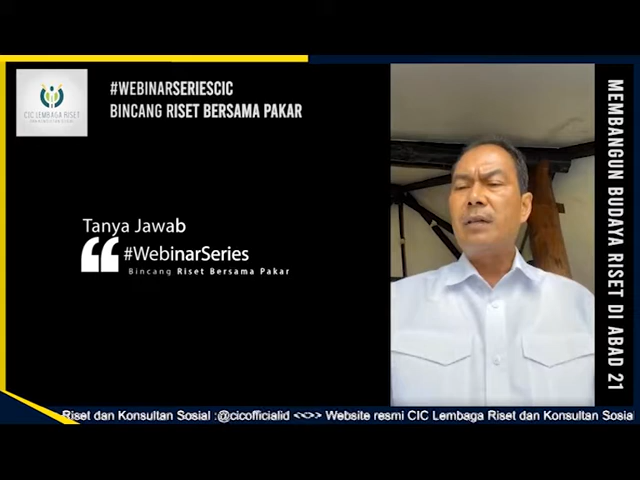 CIC LEMBAGA RISET
#WEBINARSERIESCIC
BINCANG RISET BERSAMA PAKAR
Tanya Jawab
#WebinarSeries
Bincang Riset Bersama Pakar
MEMBANGUN BUDAYA RISET DI ABAD 21
Riset dan Konsultan Sosial :@cicofficialid <<>> Website resmi CIC Lembaga Riset dan Konsultan Sosia